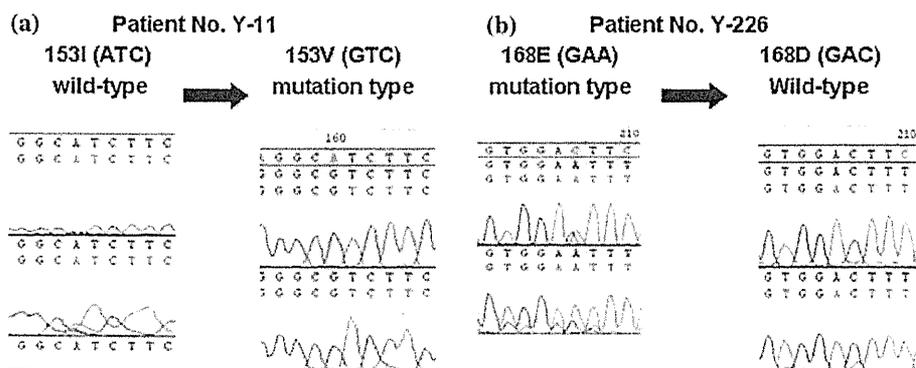 (a) Patient No. Y-11
153I (ATC) 153V (GTC)
wild-type mutation type
160
G G C A T C T T C
G G C A T C T T C
G G C A T C T T C
G G C A T C T T C
G G C A T C T T C
G G G C A T C T T C
G G G C G T C T T C
G G G C G T C T T C
G G G C G T C T T C
G G G C G T C T T C
(b) Patient No. Y-226
168E (GAA) 168D (GAC)
mutation type Wild-type
210
G T G G A C T T C
G T G G A A T T T
G T G G A A T T T
G T G G A A T T T
G T G G A A T T T
210
G T G G A C T T C
G T G G A C T T T
G T G G A C T T T
G T G G A C T T T
G T G G A C T T T